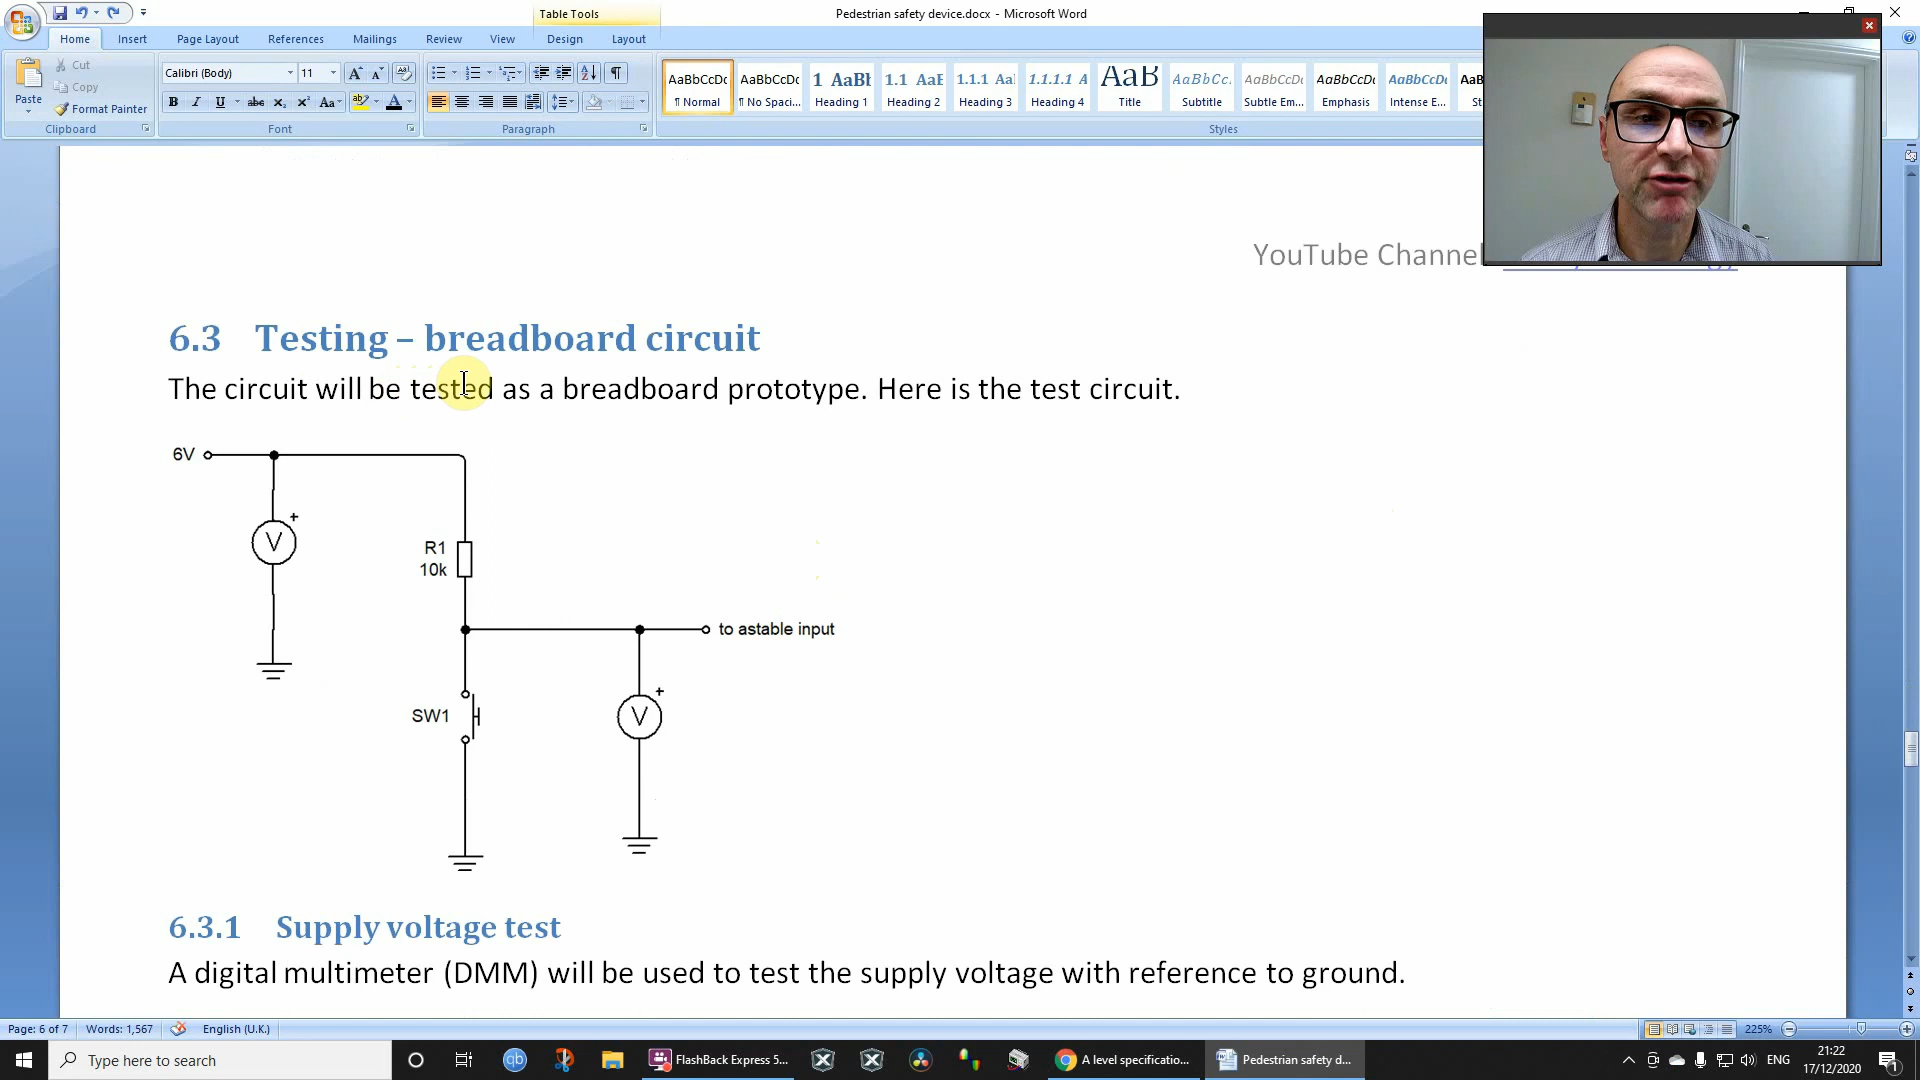 Table Tools
Pedestrian safety device.docx - Microsoft Word
Home Insert Page Layout References Mailings Review View Design Layout
Paste
Cut
Copy
Format Painter
Clipboard
Calibri (Body) 11
Font
Paragraph
AaBbCcDc AaBbCcDc 1 AaBb 1.1 AaB 1.1.1 Aa 1.1.1.1 A AaB AaBbCc. AaBbCcDc AaBbCcDc AaBbCcDc
¶ Normal ¶ No Spaci... Heading 1 Heading 2 Heading 3 Heading 4 Title Subtitle Subtle Em... Emphasis Intense E...
Styles
YouTube Channel
6.3 Testing – breadboard circuit
The circuit will be tested as a breadboard prototype. Here is the test circuit.
6V
+
V
R1
10k
to astable input
SW1
+
V
6.3.1 Supply voltage test
A digital multimeter (DMM) will be used to test the supply voltage with reference to ground.
Page: 6 of 7 Words: 1,567 English (U.K.) 225%
Type here to search
FlashBack Express 5...
A level specificatio...
Pedestrian safety d...
ENG
21:22
17/12/2020